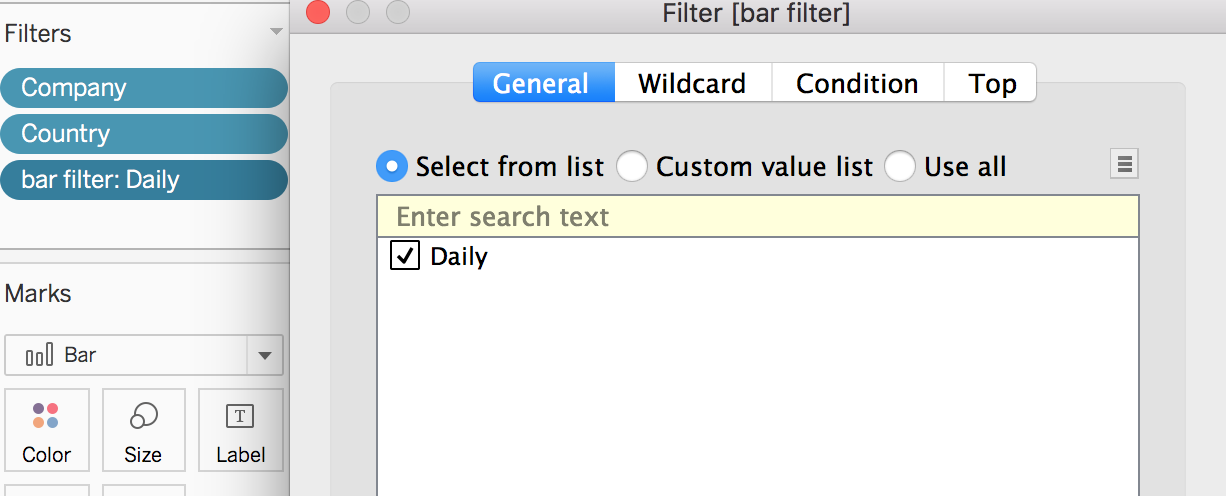 Filters
Company
Country
bar filter: Daily
Marks
Bar
Color
Size
T
Label
Filter [bar filter]
General Wildcard Condition Top
Select from list Custom value list Use all
Enter search text
Daily